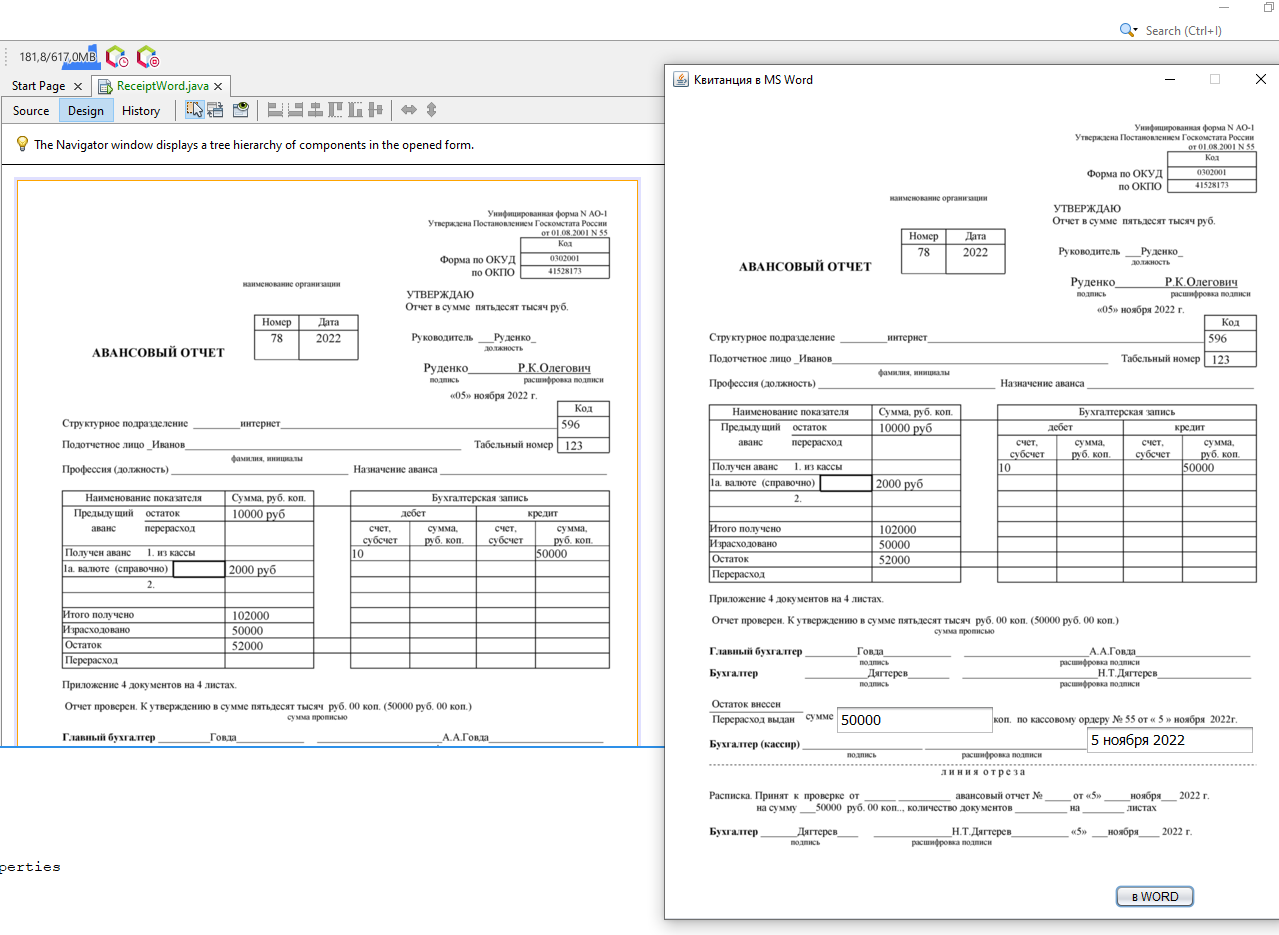 Search (Ctrl+I)
181,8/617,0MB
Start Page
ReceiptWord.java
Source Design History
The Navigator window displays a tree hierarchy of components in the opened form.
Унифицированная форма N АО-1
Утверждена Постановлением Госкомстата России
от 01.08.2001 N 55
Код
Форма по ОКУД 0302001
по ОКПО 41528173
наименование организации
УТВЕРЖДАЮ
Отчет в сумме пятьдесят тысяч руб.
Номер Дата
78 2022
Руководитель ___Руденко_
должность
АВАНСОВЫЙ ОТЧЕТ
Руденко________Р.К.Олегович
подпись расшифровка подписи
«05» ноября 2022 г.
Код
Структурное подразделение _________интернет 596
Подотчетное лицо _Иванов Табельный номер 123
фамилия, инициалы
Профессия (должность) Назначение аванса
Наименование показателя Сумма, руб. коп. Бухгалтерская запись
Предыдущий остаток 10000 руб дебет кредит
аванс перерасход счет, субсчет сумма, руб. коп. счет, субсчет сумма, руб. коп.
Получен аванс 1. из кассы 10 50000
1а. валюте (справочно) 2000 руб
2.
Итого получено 102000
Израсходовано 50000
Остаток 52000
Перерасход
Приложение 4 документов на 4 листах.
Отчет проверен. К утверждению в сумме пятьдесят тысяч руб. 00 коп. (50000 руб. 00 коп.)
сумма прописью
Главный бухгалтер _________Говда____________ А.А.Говда
perties
Квитанция в MS Word
Унифицированная форма N АО-1
Утверждена Постановлением Госкомстата России
от 01.08.2001 N 55
Код
Форма по ОКУД 0302001
по ОКПО 41528173
наименование организации
УТВЕРЖДАЮ
Отчет в сумме пятьдесят тысяч руб.
Номер Дата
78 2022
Руководитель ___Руденко_
должность
АВАНСОВЫЙ ОТЧЕТ
Руденко________Р.К.Олегович
подпись расшифровка подписи
«05» ноября 2022 г.
Код
Структурное подразделение _________интернет 596
Подотчетное лицо _Иванов Табельный номер 123
фамилия, инициалы
Профессия (должность) Назначение аванса
Наименование показателя Сумма, руб. коп. Бухгалтерская запись
Предыдущий остаток 10000 руб дебет кредит
аванс перерасход счет, субсчет сумма, руб. коп. счет, субсчет сумма, руб. коп.
Получен аванс 1. из кассы 10 50000
1а. валюте (справочно) 2000 руб
2.
Итого получено 102000
Израсходовано 50000
Остаток 52000
Перерасход
Приложение 4 документов на 4 листах.
Отчет проверен. К утверждению в сумме пятьдесят тысяч руб. 00 коп. (50000 руб. 00 коп.)
сумма прописью
Главный бухгалтер _________Говда____________ А.А.Говда
подпись расшифровка подписи
Бухгалтер ___________Дягтерев_______ Н.Т.Дягтерев
подпись расшифровка подписи
Остаток внесен
Перерасход выдан сумме 50000 коп. по кассовому ордеру № 55 от « 5 » ноября 2022г.
Бухгалтер (кассир) 5 ноября 2022
подпись расшифровка подписи
линия отреза
Расписка. Принят к проверке от ______ _________ авансовый отчет № _____ от «5» _____ноября___ 2022 г.
на сумму ___50000 руб. 00 коп.., количество документов _________ на _______ листах
Бухгалтер _______Дягтерев____ Н.Т.Дягтерев__________ «5» ___ноября____ 2022 г.
подпись расшифровка подписи
в WORD